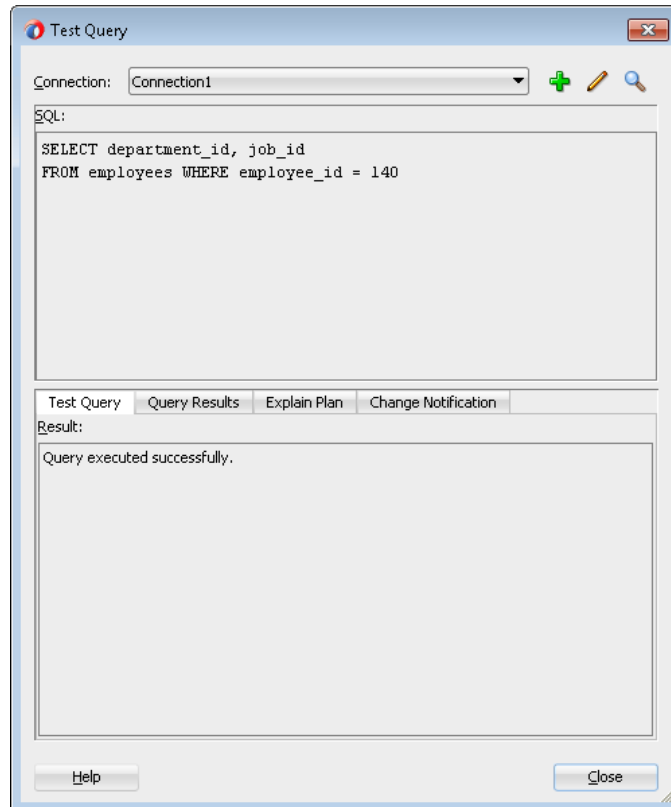 Test Query
Connection: Connection1
SQL:
SELECT department_id, job_id
FROM employees WHERE employee_id = 140
Test Query Query Results Explain Plan Change Notification
Result:
Query executed successfully.
Help Close